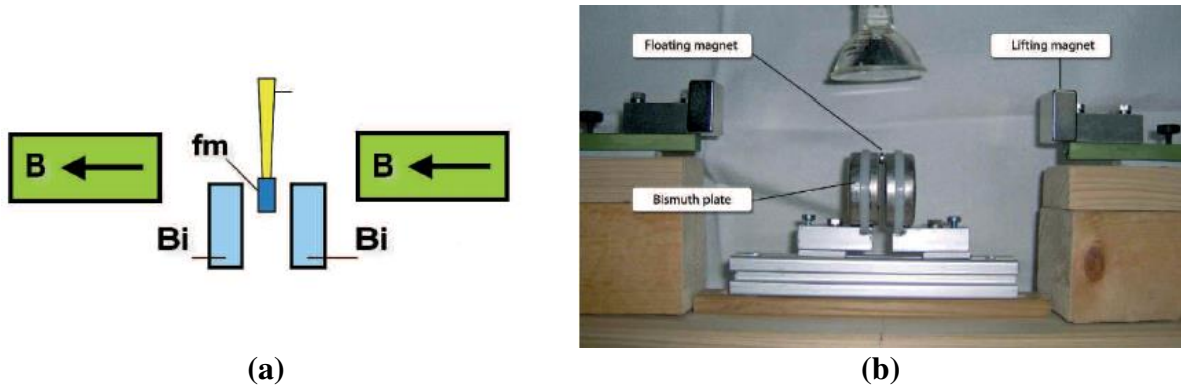 fm
B
B
Bi
Bi
(a)
Floating magnet
Lifting magnet
Bismuth plate
(b)